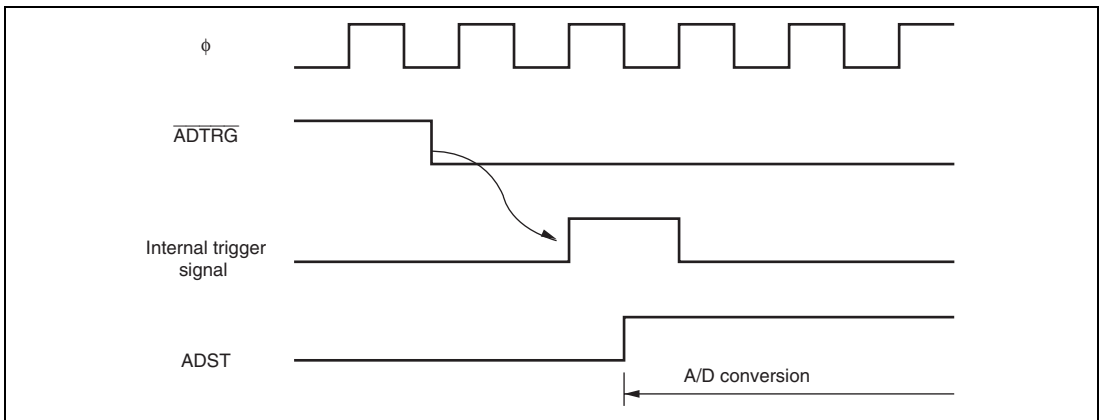 ϕ
ADTRG
Internal trigger
signal
ADST
A/D conversion